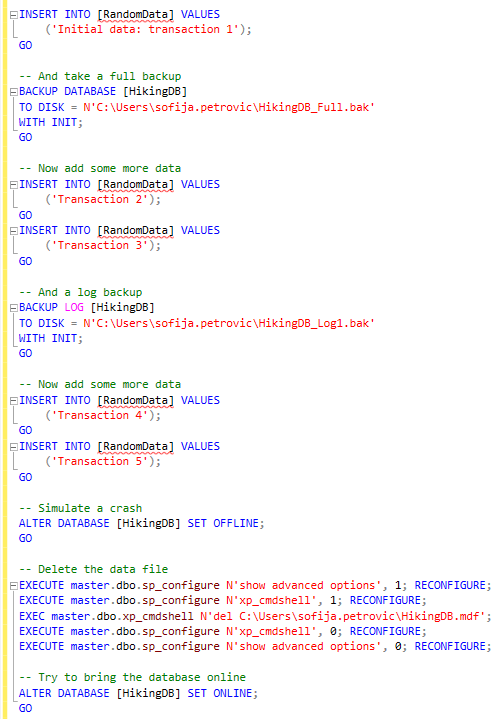 INSERT INTO [RandomData] VALUES
('Initial data: transaction 1');
GO
-- And take a full backup
BACKUP DATABASE [HikingDB]
TO DISK = N'C:\Users\sofija.petrovic\HikingDB_Full.bak'
WITH INIT;
GO
-- Now add some more data
INSERT INTO [RandomData] VALUES
('Transaction 2');
GO
INSERT INTO [RandomData] VALUES
('Transaction 3');
GO
-- And a log backup
BACKUP LOG [HikingDB]
TO DISK = N'C:\Users\sofija.petrovic\HikingDB_Log1.bak'
WITH INIT;
GO
-- Now add some more data
INSERT INTO [RandomData] VALUES
('Transaction 4');
GO
INSERT INTO [RandomData] VALUES
('Transaction 5');
GO
-- Simulate a crash
ALTER DATABASE [HikingDB] SET OFFLINE;
GO
-- Delete the data file
EXECUTE master.dbo.sp_configure N'show advanced options', 1; RECONFIGURE;
EXECUTE master.dbo.sp_configure N'xp_cmdshell', 1; RECONFIGURE;
EXEC master.dbo.xp_cmdshell N'del C:\Users\sofija.petrovic\HikingDB.mdf';
EXECUTE master.dbo.sp_configure N'xp_cmdshell', 0; RECONFIGURE;
EXECUTE master.dbo.sp_configure N'show advanced options', 0; RECONFIGURE;
-- Try to bring the database online
ALTER DATABASE [HikingDB] SET ONLINE;
GO